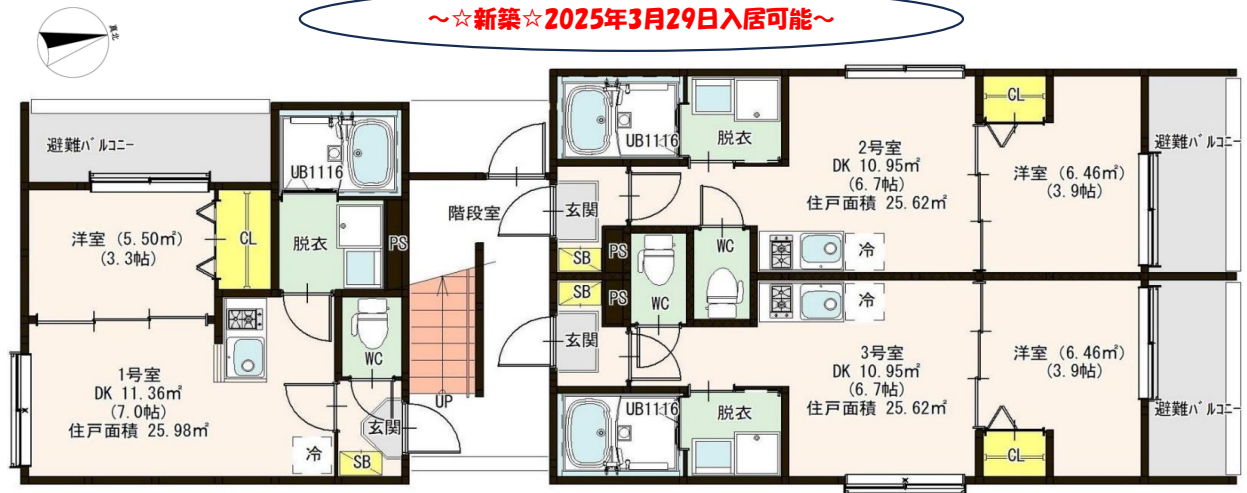 ～☆新築☆2025年3月29日入居可能～
真北
避難バルコニー
UB1116
洋室 (5.50㎡)
(3.3帖)
CL
脱衣
PS
階段室
1号室
DK 11.36㎡
(7.0帖)
住戸面積 25.98㎡
WC
UP
玄関
冷
SB
UB1116
脱衣
CL
2号室
DK 10.95㎡
(6.7帖)
住戸面積 25.62㎡
洋室 (6.46㎡)
(3.9帖)
避難バルコニー
玄関
SB
PS
WC
冷
SB
PS
WC
冷
玄関
3号室
DK 10.95㎡
(6.7帖)
住戸面積 25.62㎡
洋室 (6.46㎡)
(3.9帖)
避難バルコニー
UB1116
脱衣
CL